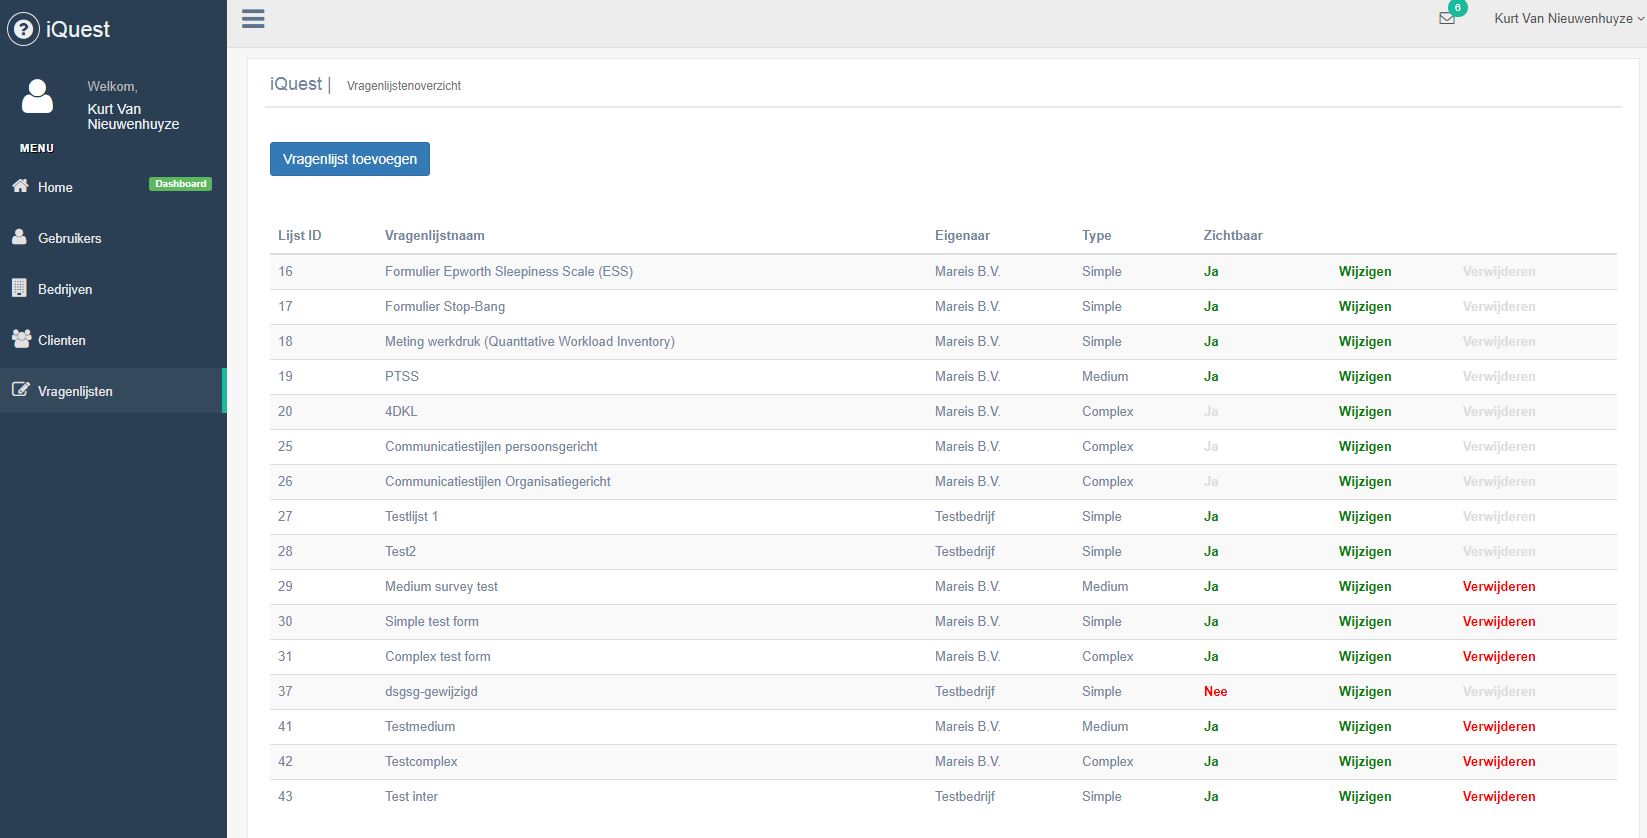 iQuest
6
Kurt Van Nieuwenhuyze
Welkom,
Kurt Van
Nieuwenhuyze
MENU
Home
Dashboard
Gebruikers
Bedrijven
Clienten
Vragenlijsten
iQuest | Vragenlijstenoverzicht
Vragenlijst toevoegen
Lijst ID Vragenlijstnaam Eigenaar Type Zichtbaar
16 Formulier Epworth Sleepiness Scale (ESS) Mareis B.V. Simple Ja Wijzigen Verwijderen
17 Formulier Stop-Bang Mareis B.V. Simple Ja Wijzigen Verwijderen
18 Meting werkdruk (Quanttative Workload Inventory) Mareis B.V. Simple Ja Wijzigen Verwijderen
19 PTSS Mareis B.V. Medium Ja Wijzigen Verwijderen
20 4DKL Mareis B.V. Complex Ja Wijzigen Verwijderen
25 Communicatiestijlen persoonsgericht Mareis B.V. Complex Ja Wijzigen Verwijderen
26 Communicatiestijlen Organisatiegericht Mareis B.V. Complex Ja Wijzigen Verwijderen
27 Testlijst 1 Testbedrijf Simple Ja Wijzigen Verwijderen
28 Test2 Testbedrijf Simple Ja Wijzigen Verwijderen
29 Medium survey test Mareis B.V. Medium Ja Wijzigen Verwijderen
30 Simple test form Mareis B.V. Simple Ja Wijzigen Verwijderen
31 Complex test form Mareis B.V. Complex Ja Wijzigen Verwijderen
37 dsgsg-gewijzigd Testbedrijf Simple Nee Wijzigen Verwijderen
41 Testmedium Mareis B.V. Medium Ja Wijzigen Verwijderen
42 Testcomplex Mareis B.V. Complex Ja Wijzigen Verwijderen
43 Test inter Testbedrijf Simple Ja Wijzigen Verwijderen